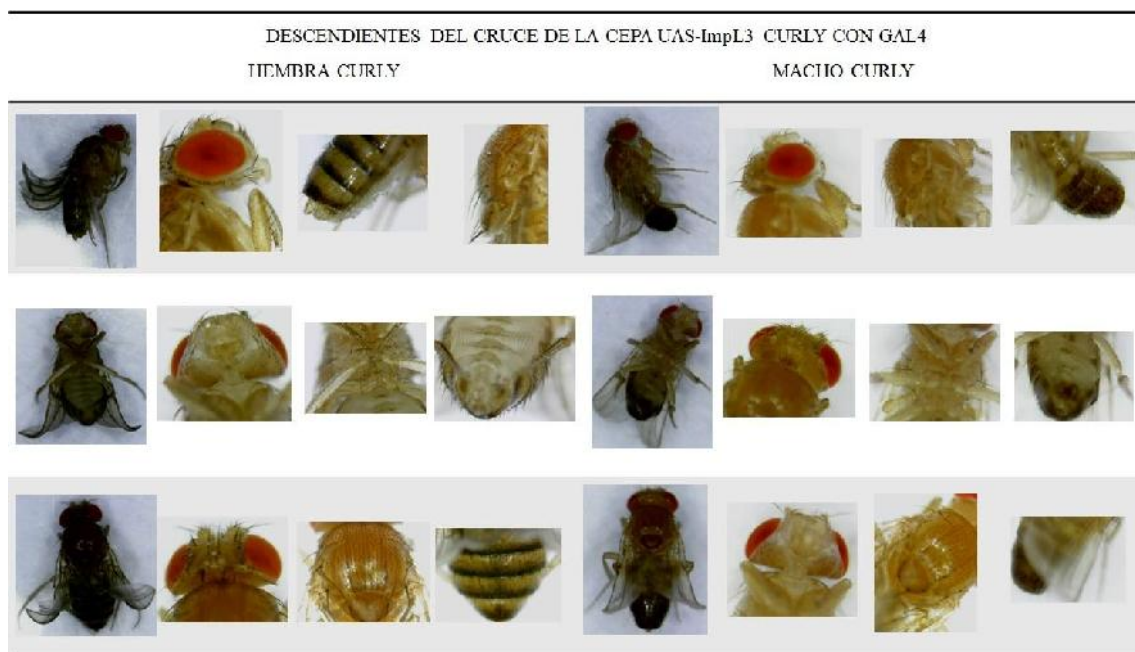 DESCENDIENTES DEL CRUCE DE LA CEPA UAS-ImpL3 CURLY CON GAL4
HEMBRA CURLY
MACHO CURLY